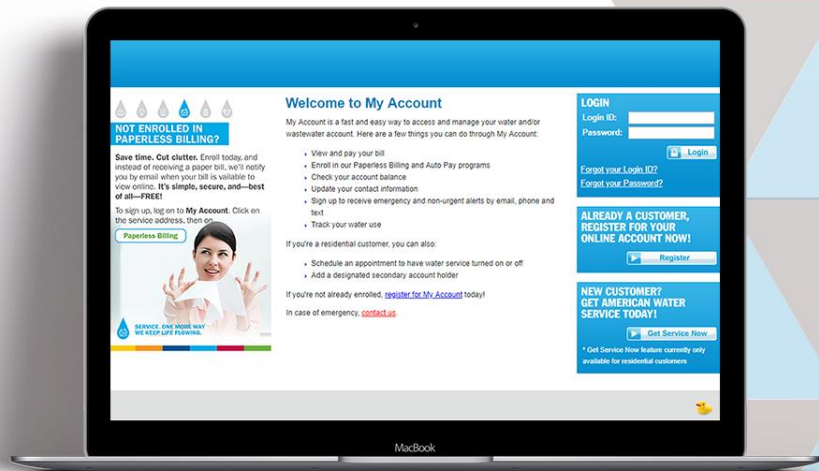 NOT ENROLLED IN
PAPERLESS BILLING?
Save time. Cut clutter. Enroll today, and
instead of receiving a paper bill, we'll notify
you by email when your bill is vailable to
view online. It's simple, secure, and—best
of all—FREE!
To sign up, log on to My Account. Click on
the service address, then on
Paperless Billing
SERVICE. ONE MORE WAY
WE KEEP LIFE FLOWING.
Welcome to My Account
My Account is a fast and easy way to access and manage your water and/or
wastewater account. Here are a few things you can do through My Account:
View and pay your bill
Enroll in our Paperless Billing and Auto Pay programs
Check your account balance
Update your contact information
Sign up to receive emergency and non-urgent alerts by email, phone and
text
Track your water use
If you're a residential customer, you can also:
Schedule an appointment to have water service turned on or off
Add a designated secondary account holder
If you're not already enrolled, register for My Account today!
In case of emergency, contact us.
LOGIN
Login ID:
Password:
Login
Forgot your Login ID?
Forgot your Password?
ALREADY A CUSTOMER,
REGISTER FOR YOUR
ONLINE ACCOUNT NOW!
Register
NEW CUSTOMER?
GET AMERICAN WATER
SERVICE TODAY!
Get Service Now
* Get Service Now feature currently only
available for residential customers
MacBook